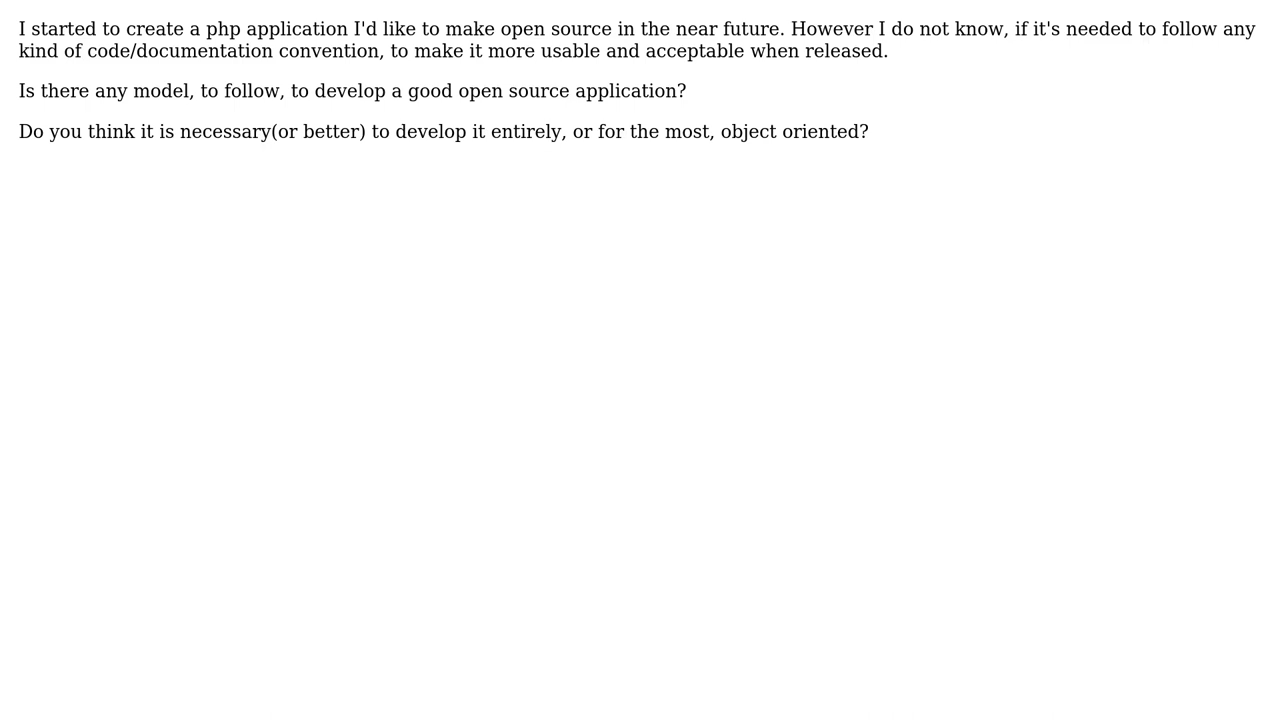 I started to create a php application I'd like to make open source in the near future. However I do not know, if it's needed to follow any
kind of code/documentation convention, to make it more usable and acceptable when released.
Is there any model, to follow, to develop a good open source application?
Do you think it is necessary(or better) to develop it entirely, or for the most, object oriented?